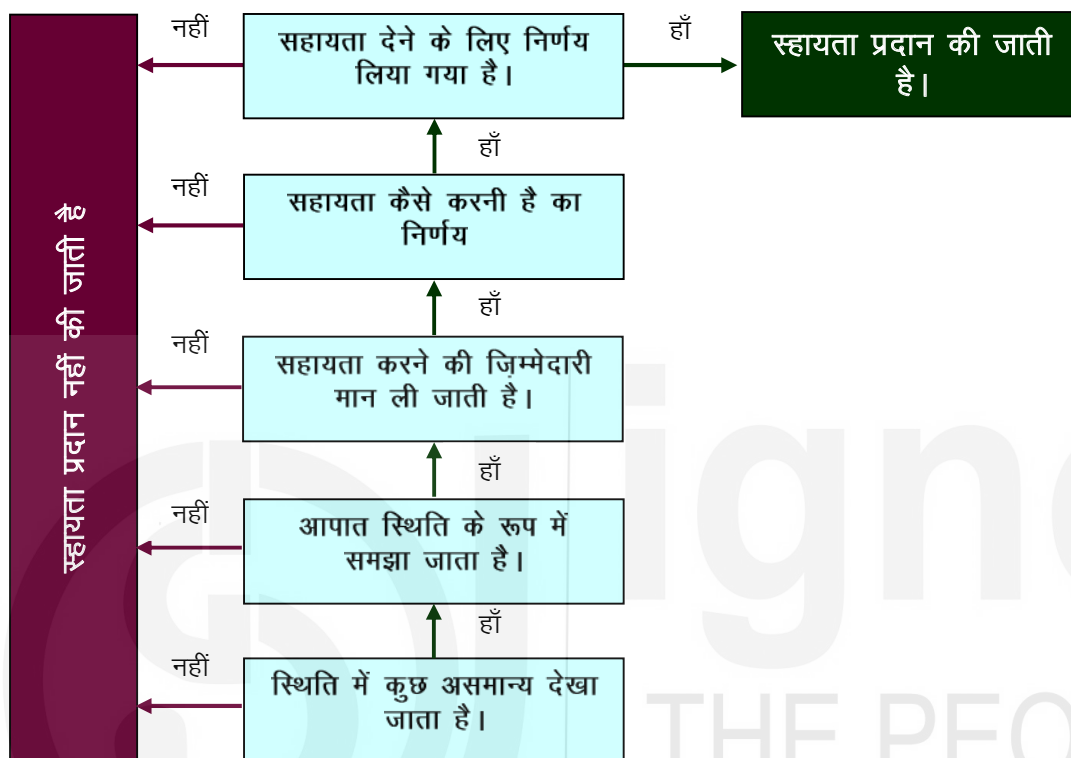 नहीं
सहायता देने के लिए निर्णय
लिया गया है।
हाँ
स्हायता प्रदान की जाती
है।
हाँ
नहीं
सहायता कैसे करनी है का
निर्णय
हाँ
नहीं
सहायता करने की ज़िम्मेदारी
मान ली जाती है।
हाँ
नहीं
आपात स्थिति के रूप में
समझा जाता है।
हाँ
नहीं
स्थिति में कुछ असमान्य देखा
जाता है।
स्हायता प्रदान नहीं की जाती है
ign
THE PEO